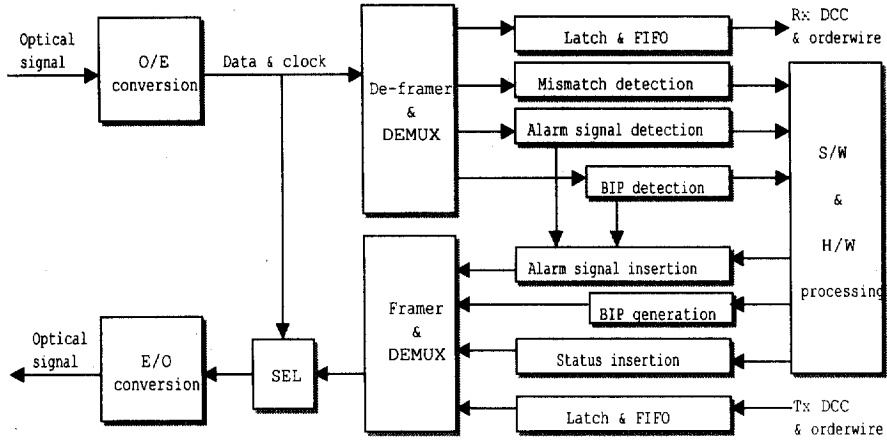 Optical
signal
O/E
conversion
Data & clock
De-framer
&
DEMUX
Latch & FIFO
Rx DCC
& orderwire
Mismatch detection
Alarm signal detection
BIP detection
S/W
&
H/W
processing
Alarm signal insertion
BIP generation
Status insertion
Latch & FIFO
Tx DCC
& orderwire
Framer
&
DEMUX
SEL
E/O
conversion
Optical
signal